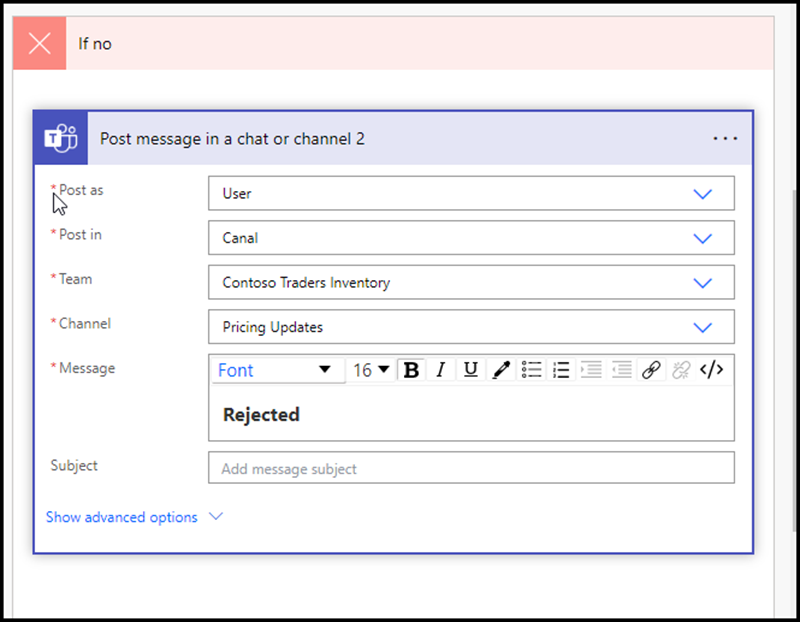 If no
T
Post message in a chat or channel 2
...
*Post as
User
*Post in
Canal
*Team
Contoso Traders Inventory
*Channel
Pricing Updates
*Message
Font 16 B I U </>
Rejected
Subject
Add message subject
Show advanced options